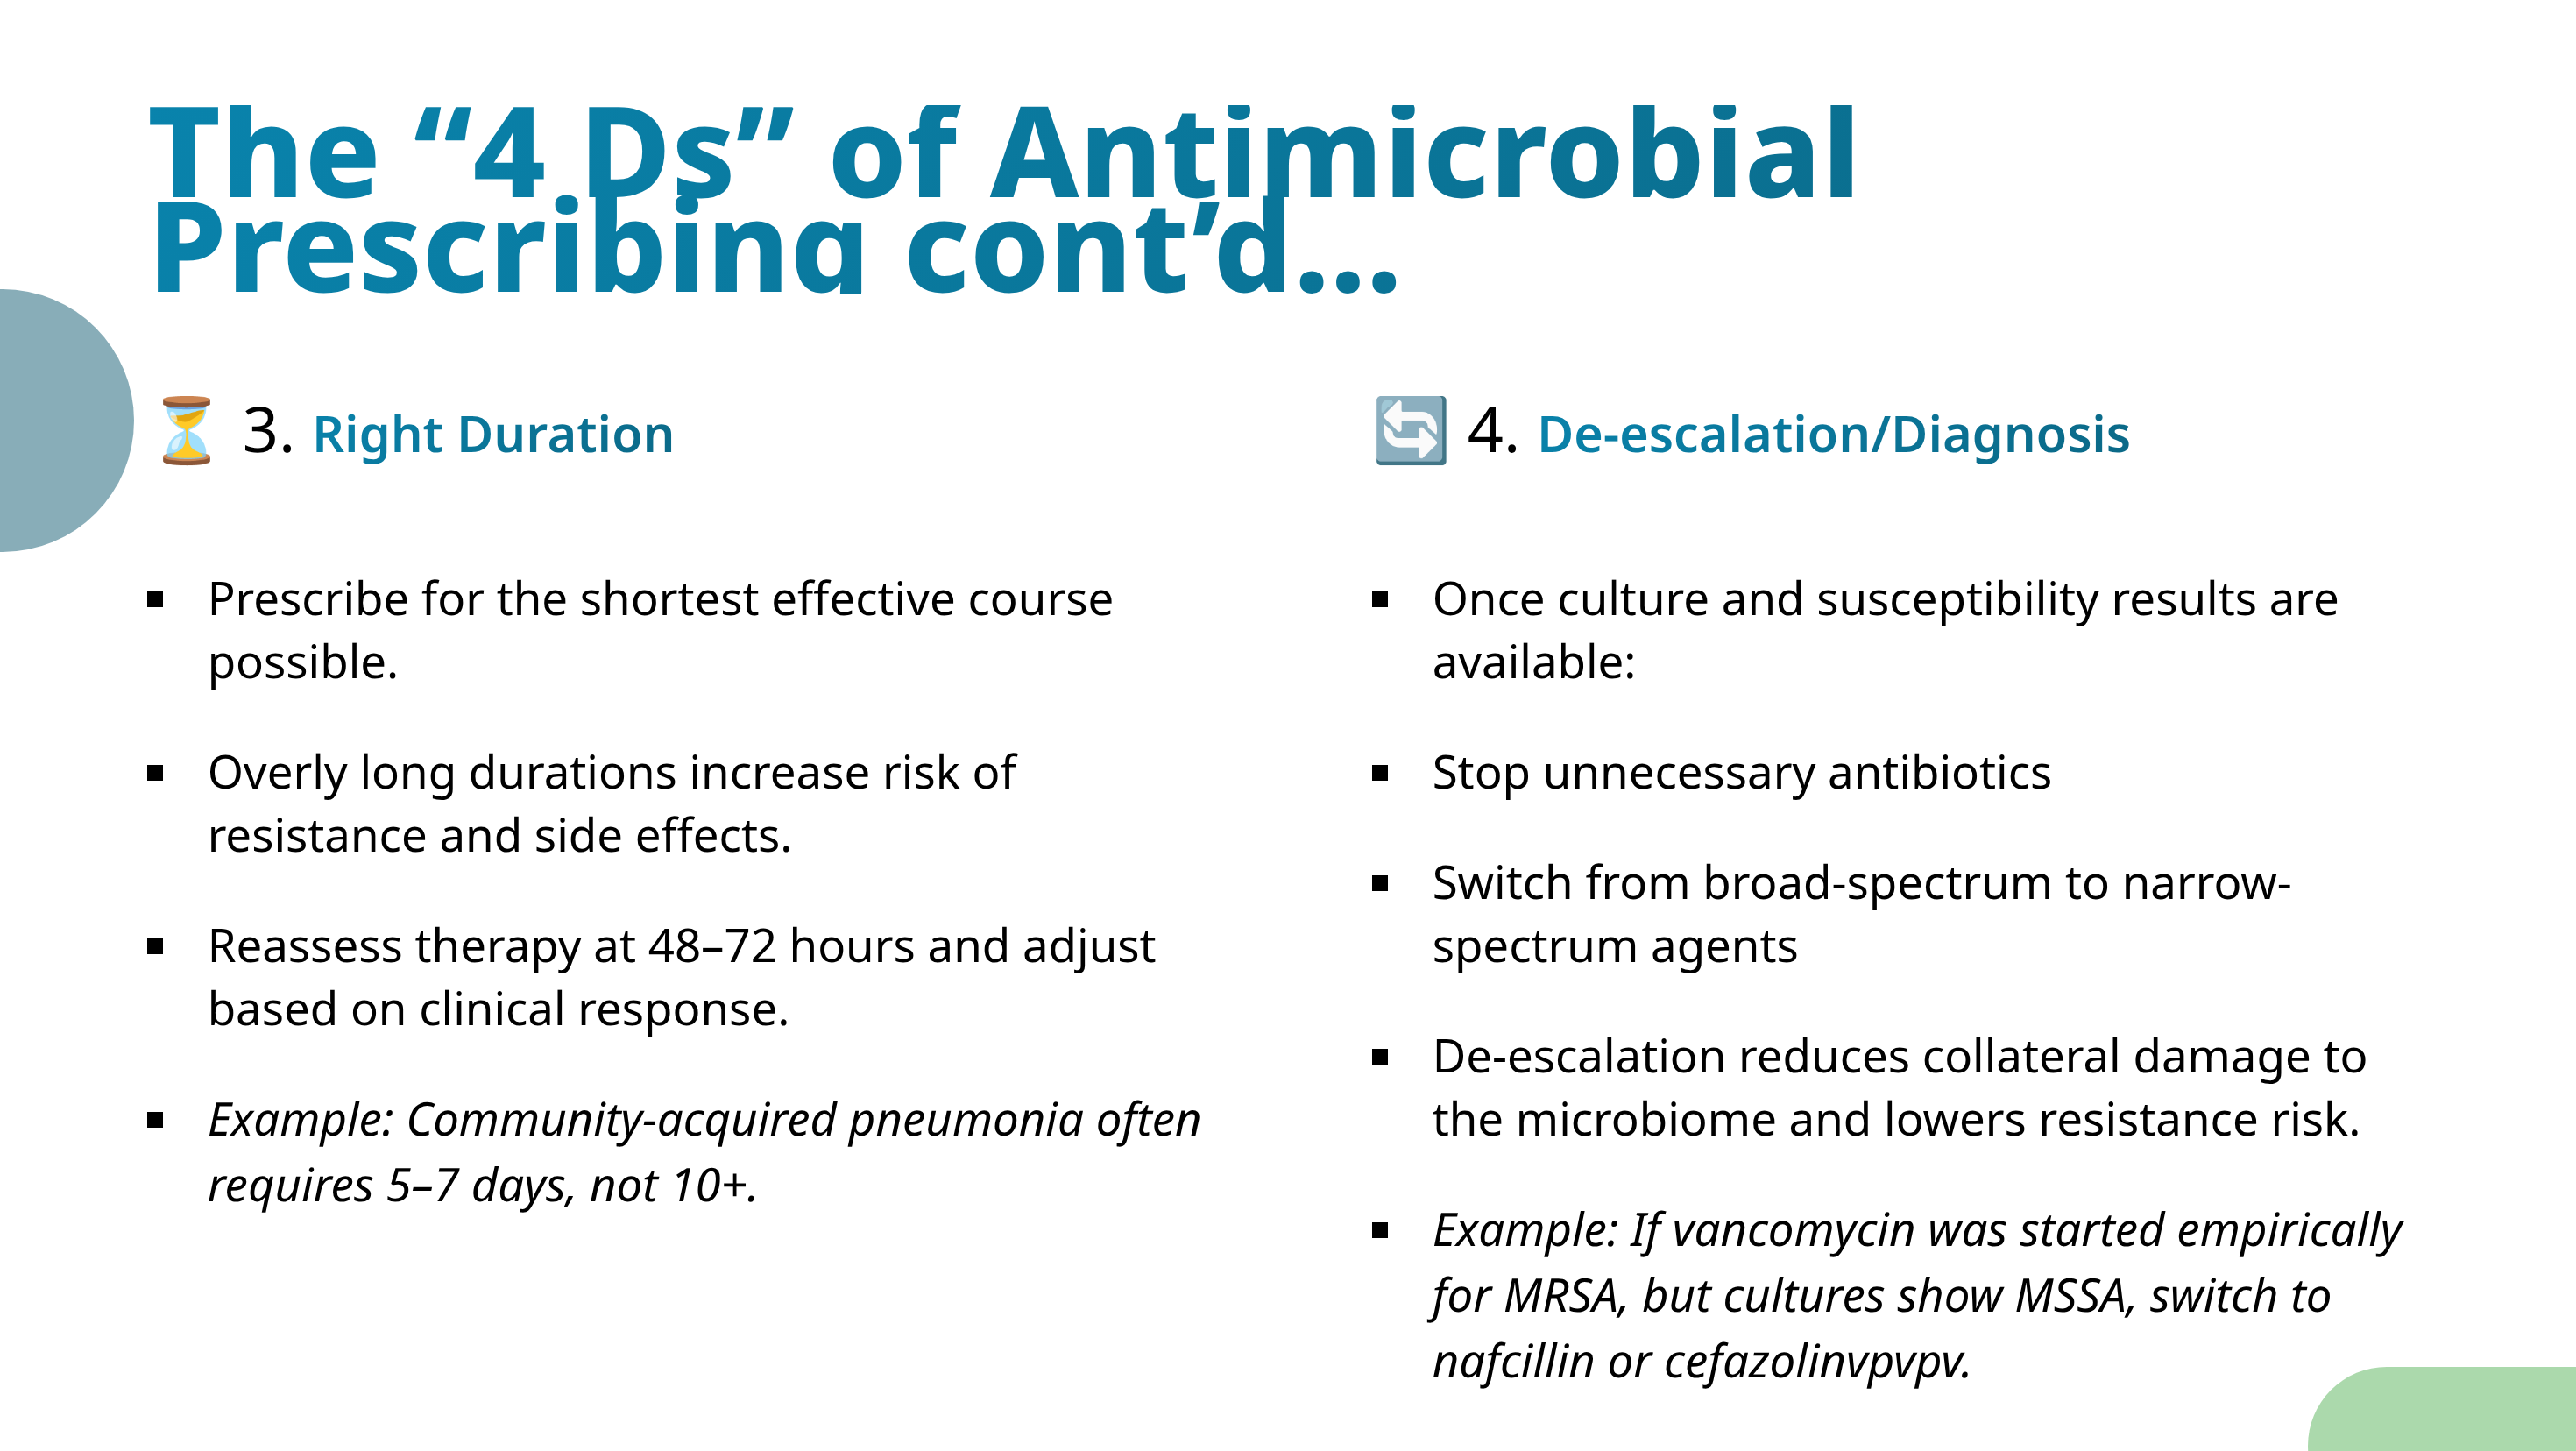 The “4 Ds” of Antimicrobial
Prescribing cont’d…
⏳ 3. Right Duration
▪ Prescribe for the shortest effective course
possible.
▪ Overly long durations increase risk of
resistance and side effects.
▪ Reassess therapy at 48–72 hours and adjust
based on clinical response.
▪ Example: Community-acquired pneumonia often
requires 5–7 days, not 10+.
🔄 4. De-escalation/Diagnosis
▪ Once culture and susceptibility results are
available:
▪ Stop unnecessary antibiotics
▪ Switch from broad-spectrum to narrow-
spectrum agents
▪ De-escalation reduces collateral damage to
the microbiome and lowers resistance risk.
▪ Example: If vancomycin was started empirically
for MRSA, but cultures show MSSA, switch to
nafcillin or cefazolinvpvpv.